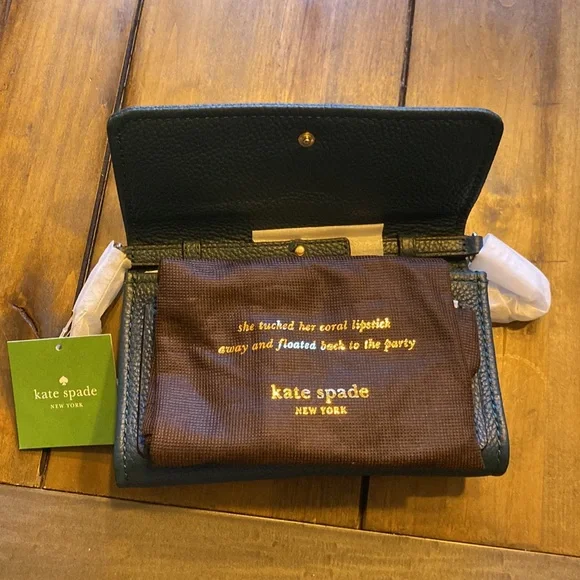 she tucked her coral lipstick
away and floated back to the party
kate spade
NEW YORK
kate spade
NEW YORK